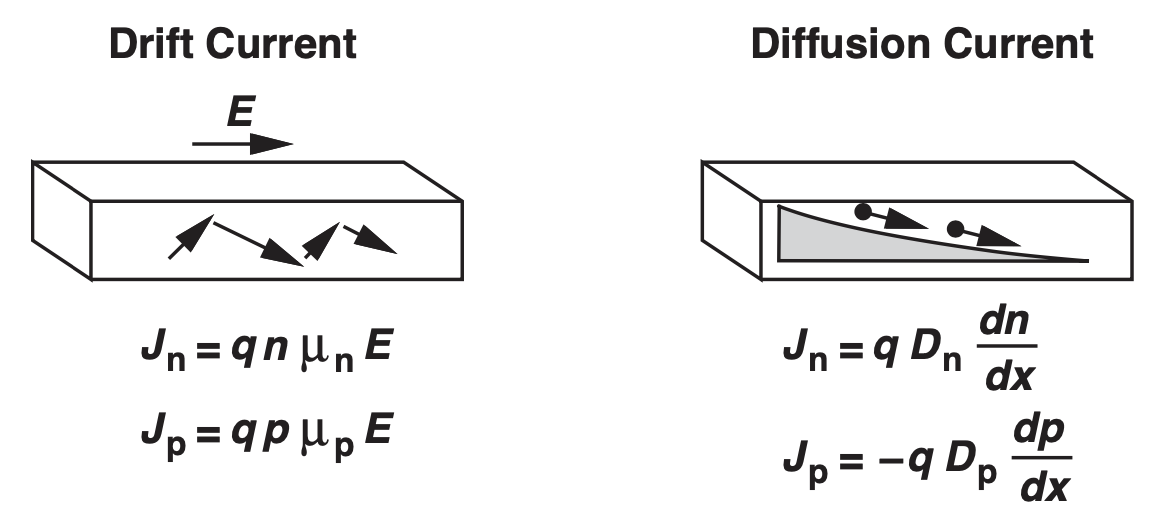 Drift Current
E
Jn = q n μn E
Jp = q p μp E
Diffusion Current
Jn = q Dn dn/dx
Jp = −q Dp dp/dx